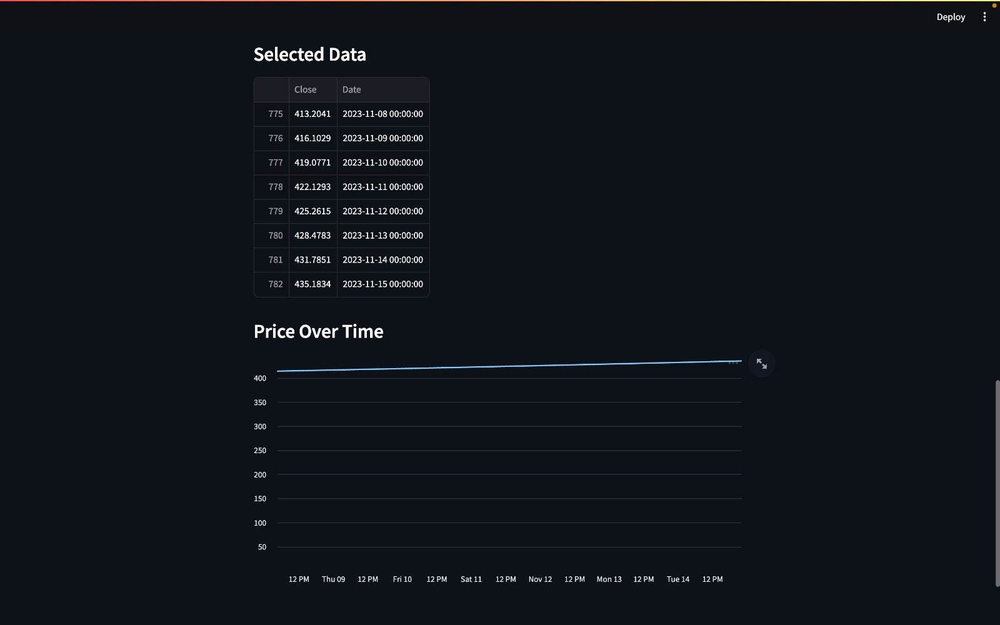 Deploy
Selected Data
Close Date
775 413.2041 2023-11-08 00:00:00
776 416.1029 2023-11-09 00:00:00
777 419.0771 2023-11-10 00:00:00
778 422.1293 2023-11-11 00:00:00
779 425.2615 2023-11-12 00:00:00
780 428.4783 2023-11-13 00:00:00
781 431.7851 2023-11-14 00:00:00
782 435.1834 2023-11-15 00:00:00
Price Over Time
400
350
300
250
200
150
100
50
12 PM Thu 09 12 PM Fri 10 12 PM Sat 11 12 PM Nov 12 12 PM Mon 13 12 PM Tue 14 12 PM